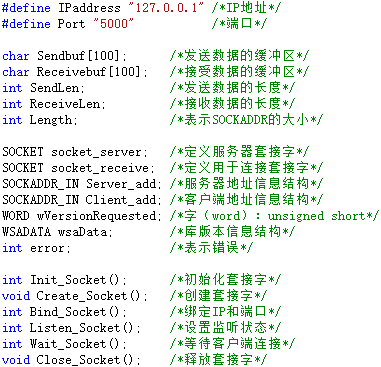 #define IPaddress "127.0.0.1" /*IP地址*/
#define Port "5000" /*端口*/
char Sendbuf[100]; /*发送数据的缓冲区*/
char Receivebuf[100]; /*接受数据的缓冲区*/
int SendLen; /*发送数据的长度*/
int ReceiveLen; /*接收数据的长度*/
int Length; /*表示SOCKADDR的大小*/
SOCKET socket_server; /*定义服务器套接字*/
SOCKET socket_receive; /*定义用于连接套接字*/
SOCKADDR_IN Server_add; /*服务器地址信息结构*/
SOCKADDR_IN Client_add; /*客户端地址信息结构*/
WORD wVersionRequested; /*字（word）: unsigned short*/
WSADATA wsaData; /*库版本信息结构*/
int error; /*表示错误*/
int Init_Socket(); /*初始化套接字*/
void Create_Socket(); /*创建套接字*/
int Bind_Socket(); /*绑定IP和端口*/
int Listen_Socket(); /*设置监听状态*/
int Wait_Socket(); /*等待客户端连接*/
void Close_Socket(); /*释放套接字*/